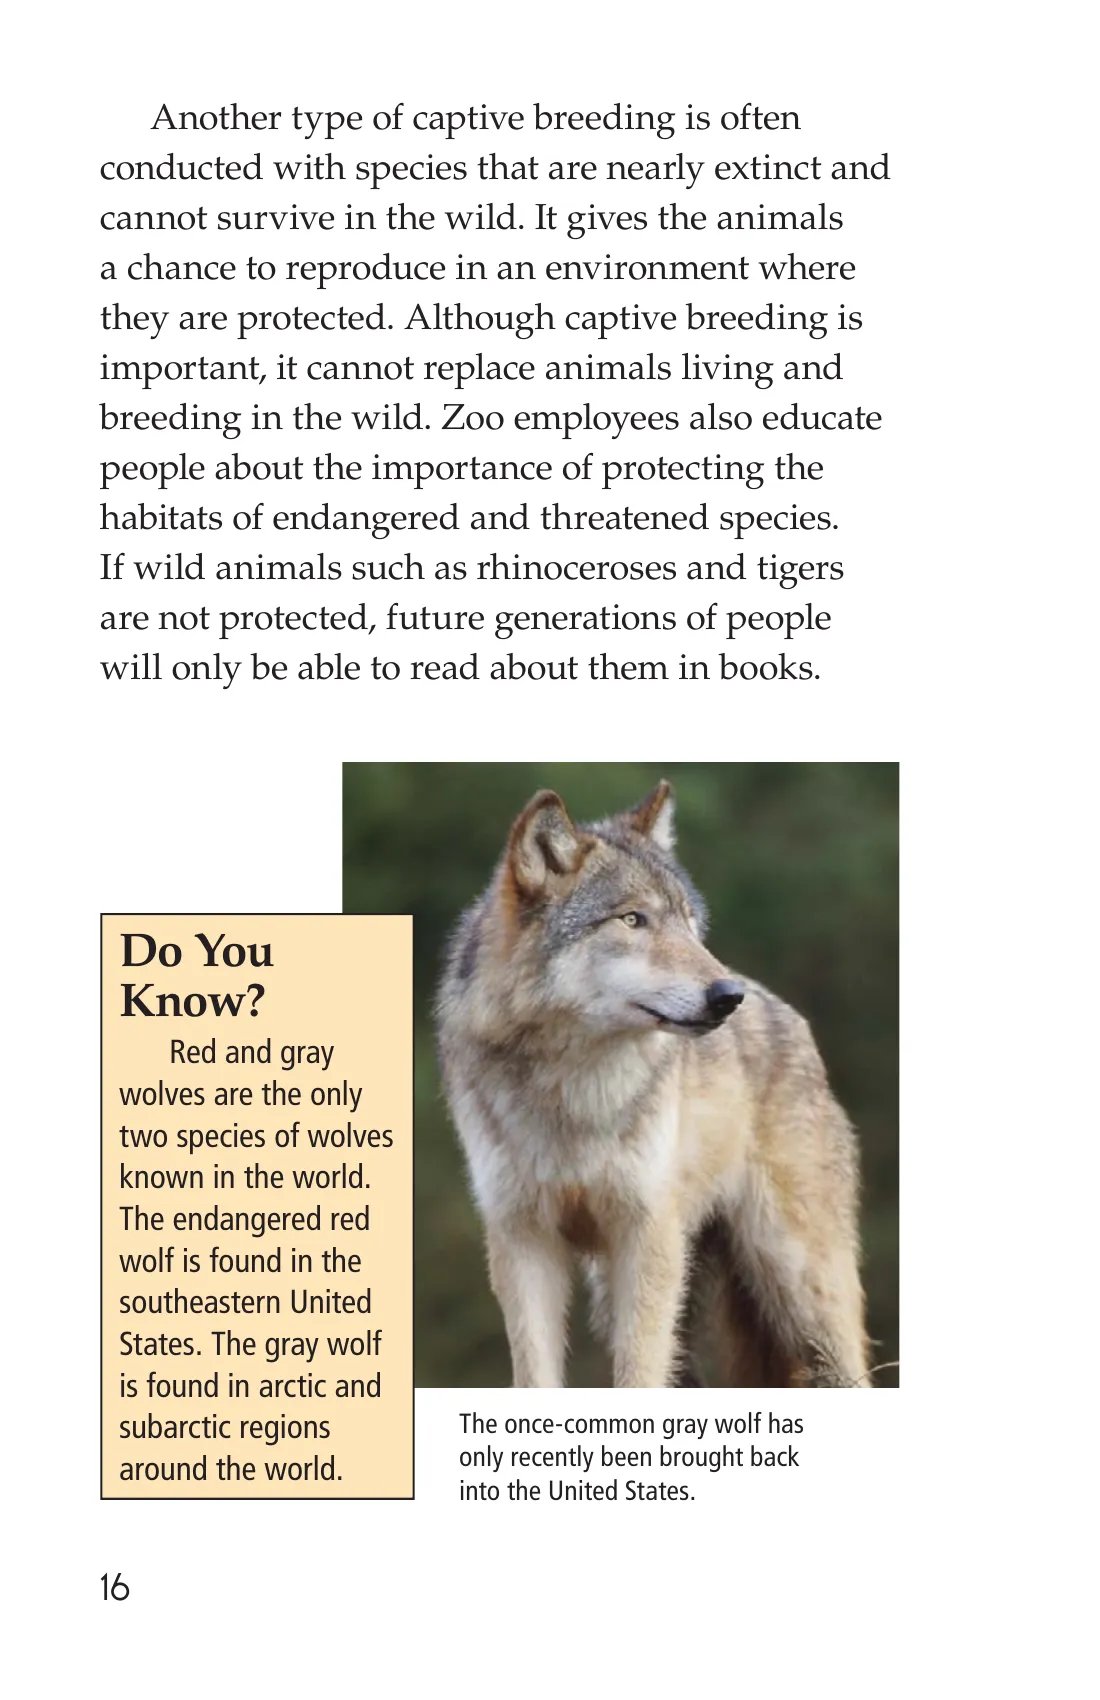 Another type of captive breeding is often
conducted with species that are nearly extinct and
cannot survive in the wild. It gives the animals
a chance to reproduce in an environment where
they are protected. Although captive breeding is
important, it cannot replace animals living and
breeding in the wild. Zoo employees also educate
people about the importance of protecting the
habitats of endangered and threatened species.
If wild animals such as rhinoceroses and tigers
are not protected, future generations of people
will only be able to read about them in books.
Do You
Know?
Red and gray
wolves are the only
two species of wolves
known in the world.
The endangered red
wolf is found in the
southeastern United
States. The gray wolf
is found in arctic and
subarctic regions
around the world.
The once-common gray wolf has
only recently been brought back
into the United States.
16